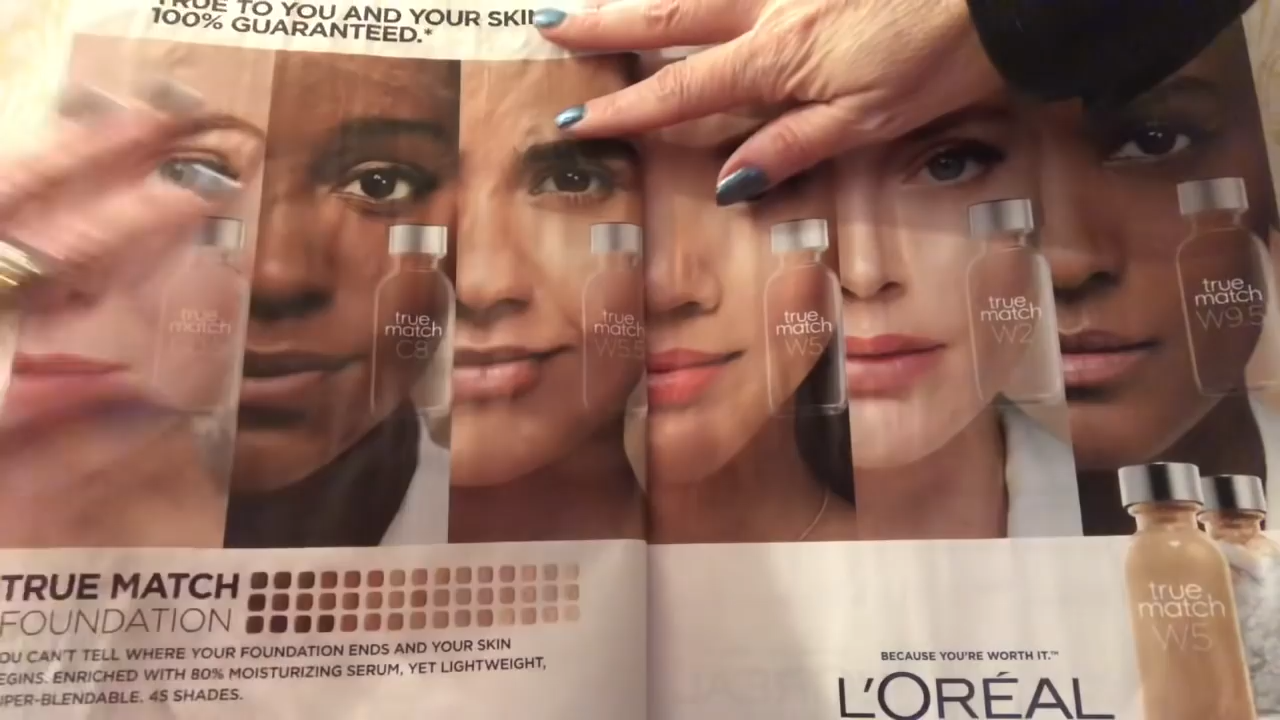 TRUE TO YOU AND YOUR SKIN
100% GUARANTEED.*
true
match
true
match
C8
true
match
W5.5
true
match
W5
true
match
W2
true
match
W9.5
TRUE MATCH
FOUNDATION
OU CAN'T TELL WHERE YOUR FOUNDATION ENDS AND YOUR SKIN
EGINS. ENRICHED WITH 80% MOISTURIZING SERUM, YET LIGHTWEIGHT,
UPER-BLENDABLE. 45 SHADES.
true
match
W5
BECAUSE YOU'RE WORTH IT.™
L'ORÉAL